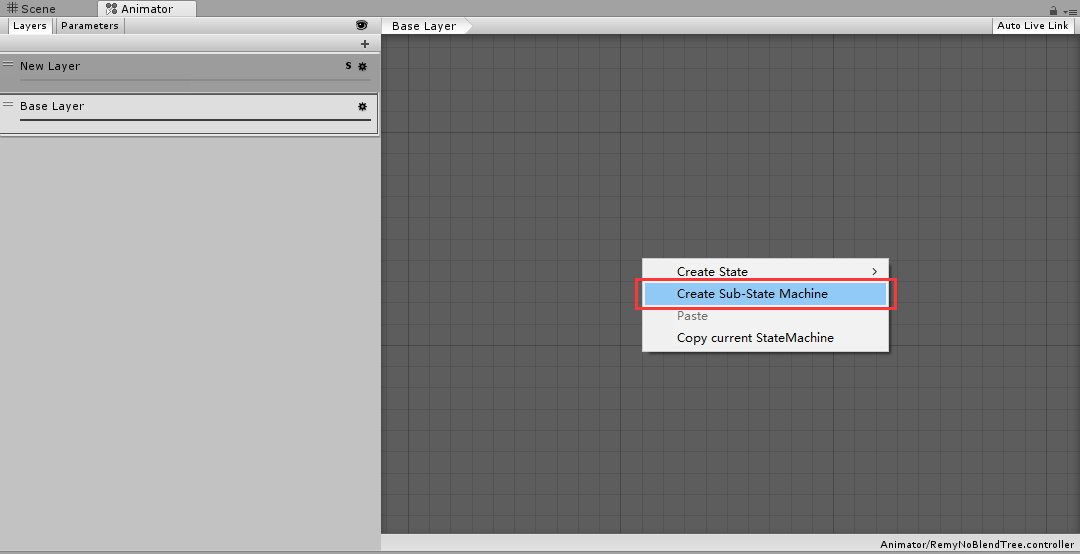 Scene Animator
Layers Parameters
Base Layer
Auto Live Link
New Layer S
Base Layer
Create State
Create Sub-State Machine
Paste
Copy current StateMachine
Animator/RemyNoBlendTree.controller